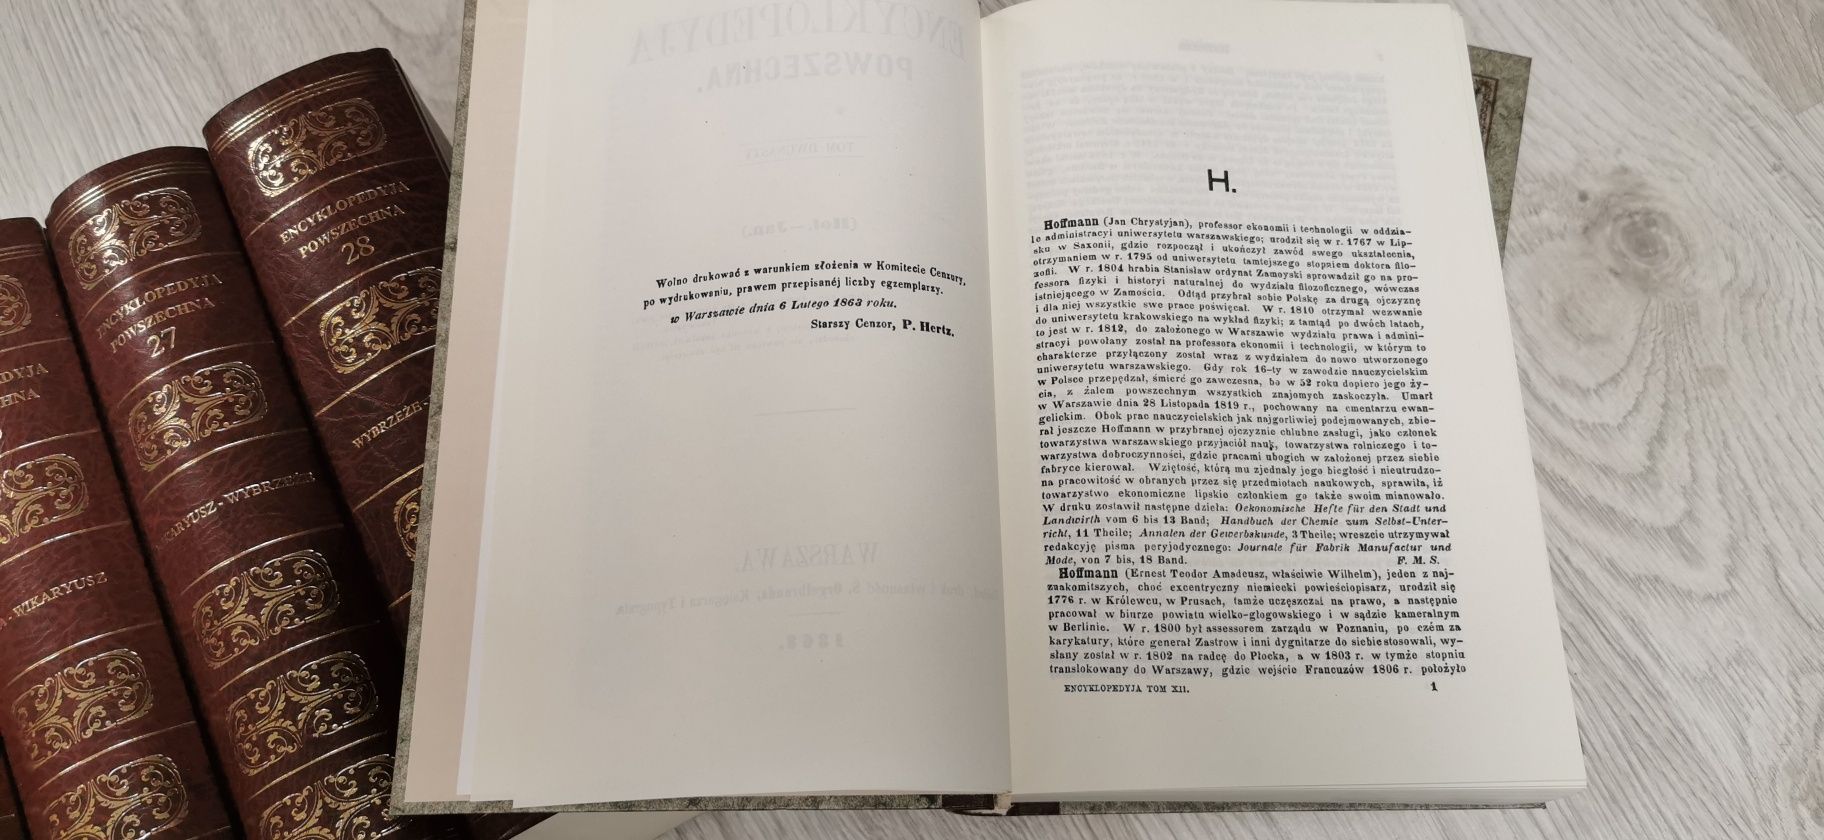 ENCYKLOPEDYJA
POWSZECHNA
28
WYBRZEŻE
ENCYKLOPEDYJA
POWSZECHNA
27
WIKARYUSZ-WYBRZEŻE
WIKARYUSZ
ENCYKLOPEDYJA
POWSZECHNA.
TOM DWUNASTY
(Hof.—Jan.)
Wolno drukować z warunkiem złożenia w Komitecie Cenzury,
po wydrukowaniu, prawem przepisanéj liczby egzemplarzy.
w Warszawie dnia 6 Lutego 1863 roku.
Starszy Cenzor, P. Hertz.
WARSZAWA.
1863.
H.
Hoffmann (Jan Chrystyjan), professor ekonomii i technologii w oddzia-
le administracyi uniwersytetu warszawskiego; urodził się w r. 1767 w Lip-
sku w Saxonii, gdzie rozpoczął i ukończył zawód swego ukształcenia,
otrzymaniem w r. 1795 od uniwersytetu tamtejszego stopniem doktora filo-
zofii. W r. 1804 hrabia Stanisław ordynat Zamoyski sprowadził go na pro-
fessora fizyki i historyi naturalnej do wydziału filozoficznego, wówczas
istniejącego w Zamościu. Odtąd przybrał sobie Polskę za drugą ojczyznę
i dla niej wszystkie swe prace poświęcał. W r. 1810 otrzymał wezwanie
do uniwersytetu krakowskiego na wykład fizyki; z tamtąd po dwóch latach,
to jest w r. 1812, do założonego w Warszawie wydziału prawa i admini-
stracyi powołany został na professora ekonomii i technologii, w którym to
charakterze przyłączony został wraz z wydziałem do nowo utworzonego
uniwersytetu warszawskiego. Gdy rok 16-ty w zawodzie nauczycielskim
w Polsce przepędzał, śmierć go zawczesna, bo w 52 roku dopiero jego ży-
cia, z żalem powszechnym wszystkich znajomych zaskoczyła. Umarł
w Warszawie dnia 28 Listopada 1819 r., pochowany na cmentarzu ewan-
gelickim. Obok prac nauczycielskich jak najgorliwiej podejmowanych, zbie-
rał jeszcze Hoffmann w przybranej ojczyznie chlubne zasługi, jako członek
towarzystwa warszawskiego przyjaciół nauk, towarzystwa rolniczego i to-
warzystwa dobroczynności, gdzie pracami ubogich w założonej przez siebie
fabryce kierował. Wziętość, którą mu zjednały jego biegłość i nieutrudzo-
na pracowitość w obranych przez się przedmiotach naukowych, sprawiła, iż
towarzystwo ekonomiczne lipskie członkiem go także swoim mianowało.
W druku zostawił następne dzieła: Oekonomische Hefte für den Stadt und
Landwirth vom 6 bis 13 Band; Handbuch der Chemie zum Selbst-Unter-
richt, 11 Theile; Annalen der Gewerbskunde, 3 Theile; wreszcie utrzymywał
redakcyję pisma peryjodycznego: Journale für Fabrik Manufactur und
Mode, von 7 bis, 18 Band. F. M. S.
Hoffmann (Ernest Teodor Amadeusz, właściwie Wilhelm), jeden z naj-
znakomitszych, choć excentryczny niemiecki powieściopisarz, urodził się
1776 r. w Królewcu, w Prusach, tamże uczęszczał na prawo, a następnie
pracował w biurze powiatu wielko-głogowskiego i w sądzie kameralnym
w Berlinie. W r. 1800 był assessorem zarządu w Poznaniu, po czém za
karykatury, które generał Zastrow i inni dygnitarze do siebie stosowali, wy-
słany został w r. 1802 na radcę do Płocka, a w 1803 r. w tymże stopniu
translokowany do Warszawy, gdzie wejście Francuzów 1806 r. położyło
ENCYKLOPEDYJA TOM XII. 1